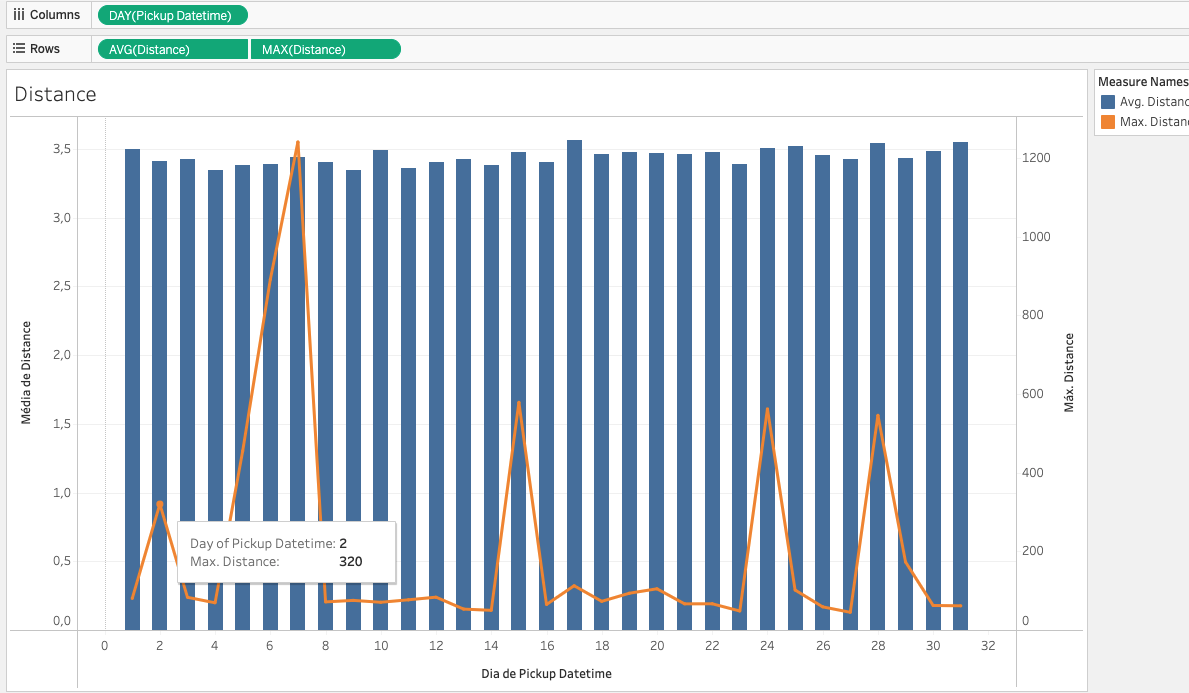 Columns
DAY(Pickup Datetime)
Rows
AVG(Distance)
MAX(Distance)
Distance
Measure Names
Avg. Distanc
Max. Distan
3,5
3,0
2,5
2,0
1,5
1,0
0,5
0,0
Média de Distance
1200
1000
800
600
400
200
0
Máx. Distance
Day of Pickup Datetime: 2
Max. Distance: 320
0 2 4 6 8 10 12 14 16 18 20 22 24 26 28 30 32
Dia de Pickup Datetime